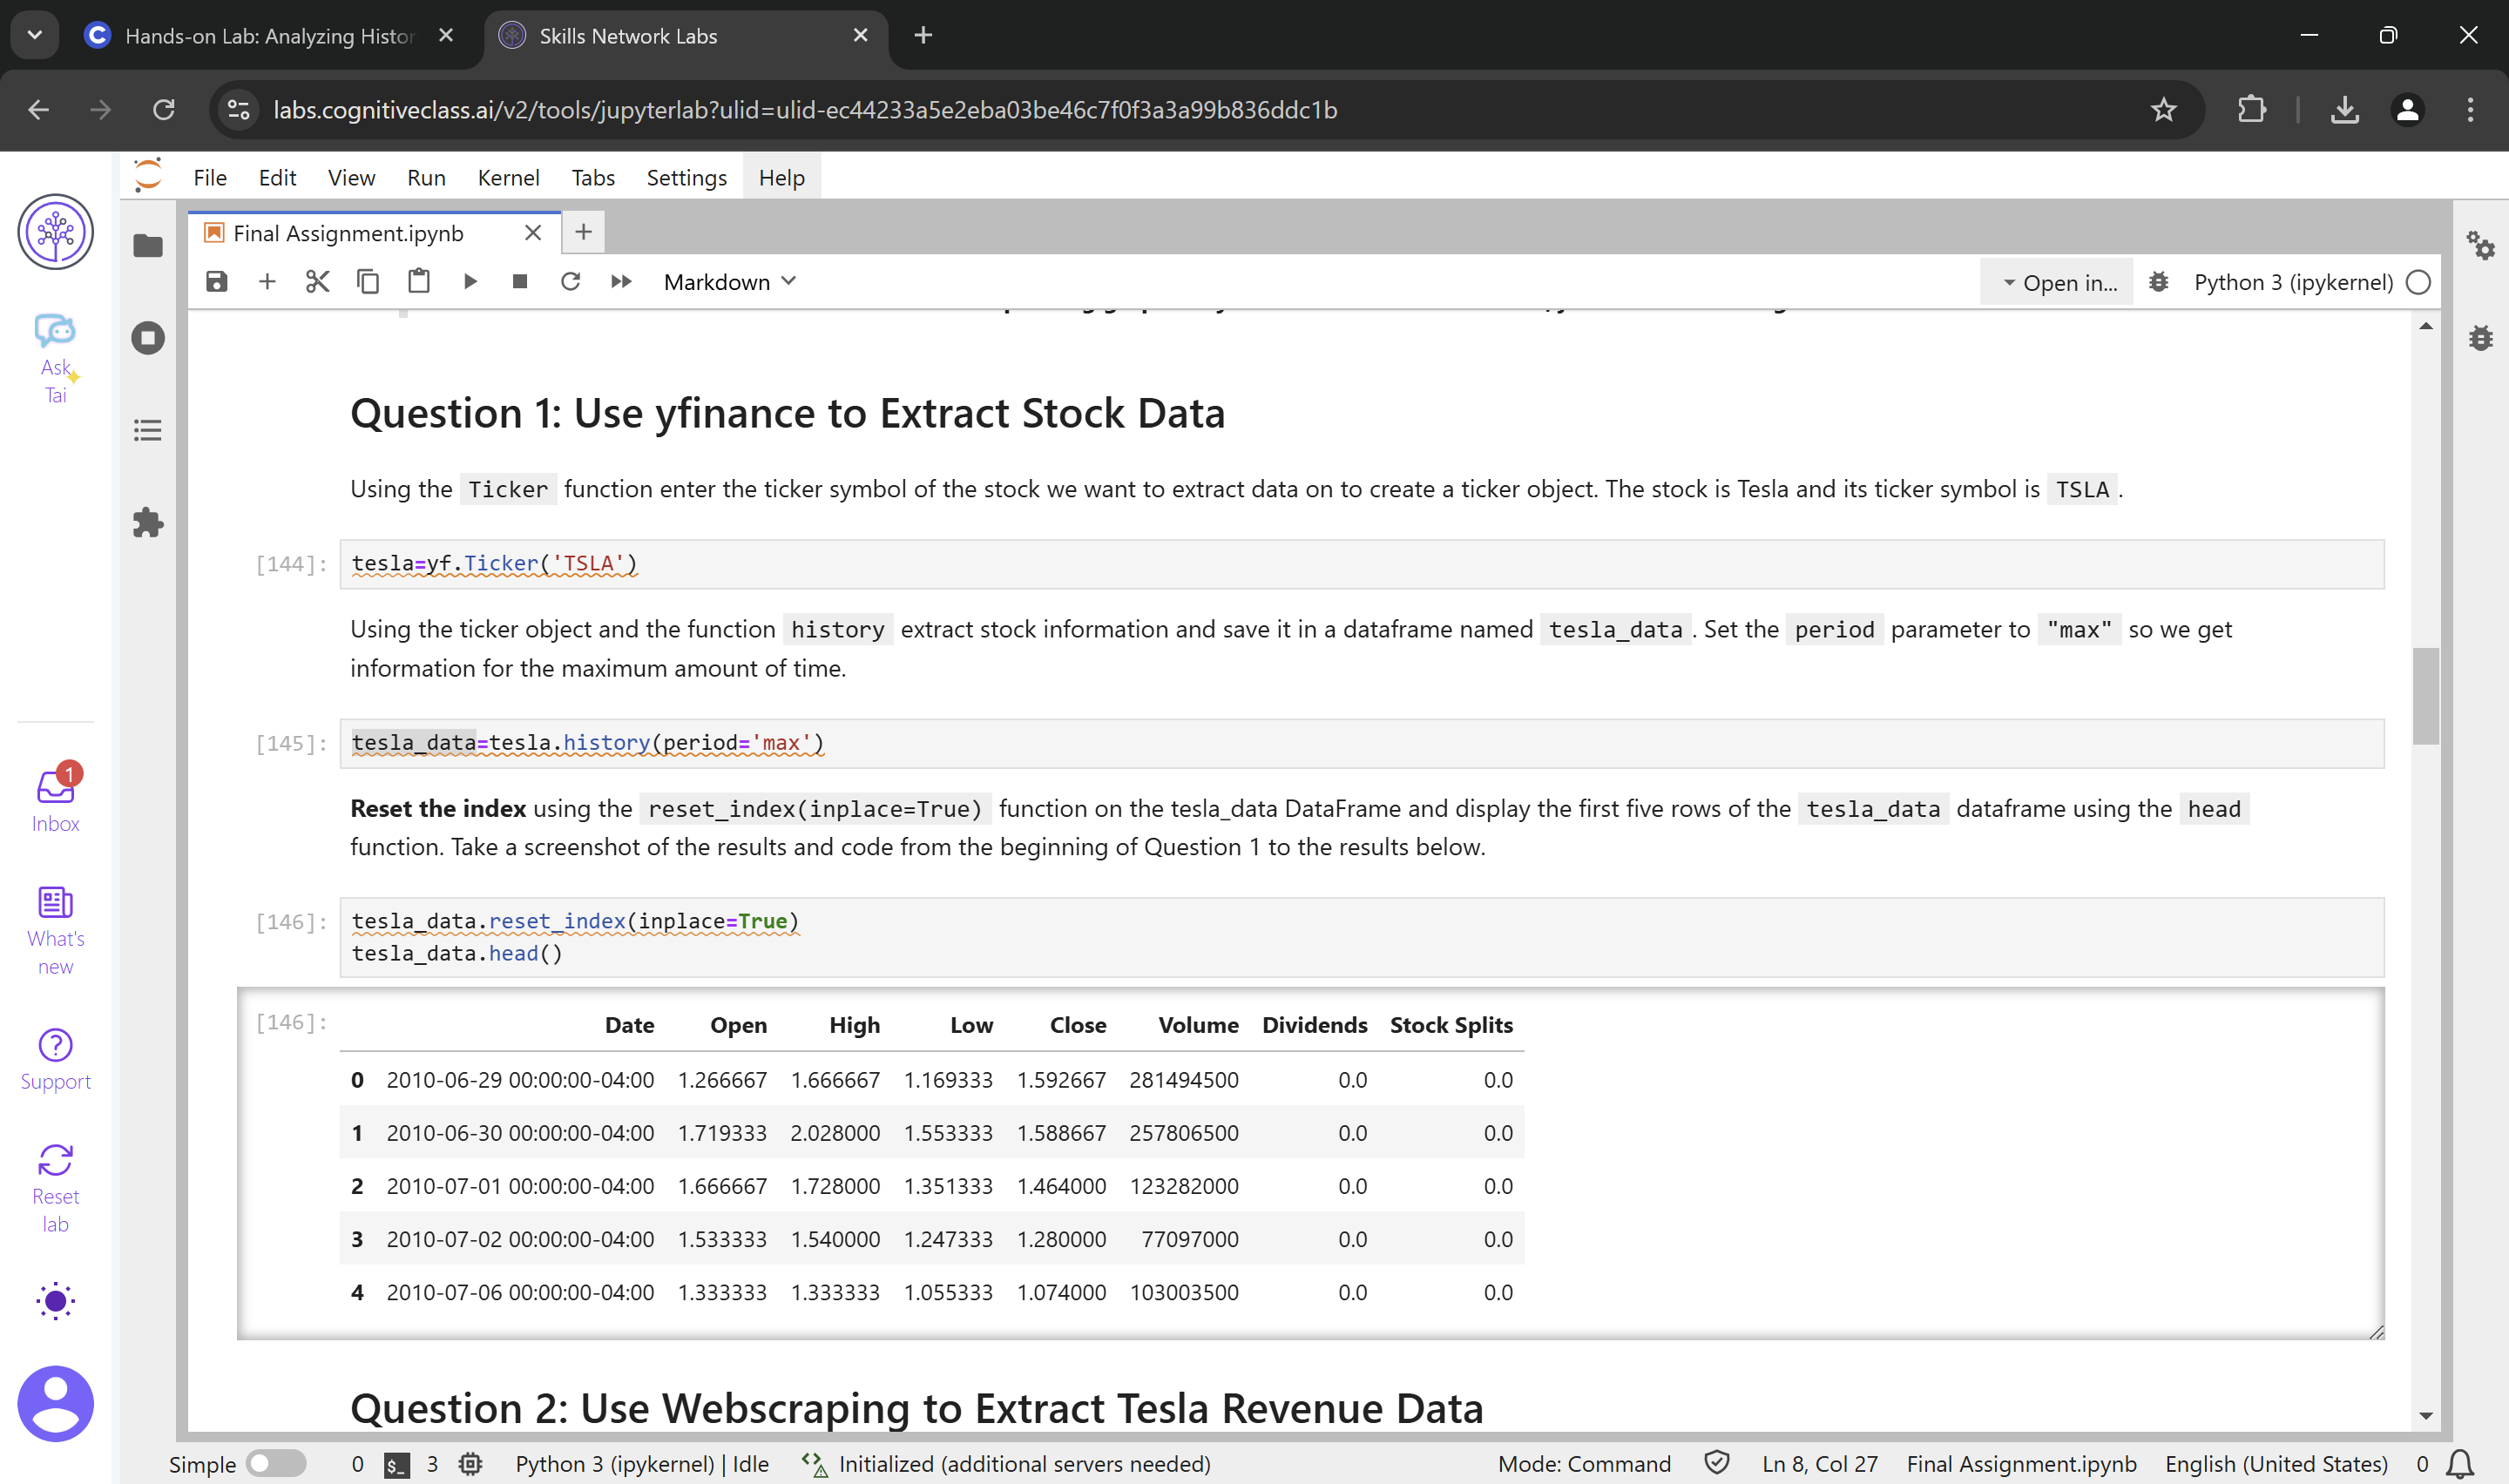 Hands-on Lab: Analyzing Histor
Skills Network Labs
labs.cognitiveclass.ai/v2/tools/jupyterlab?ulid=ulid-ec44233a5e2eba03be46c7f0f3a3a99b836ddc1b
File Edit View Run Kernel Tabs Settings Help
Final Assignment.ipynb
Markdown
Open in...
Python 3 (ipykernel)
Ask
Tai
1
Inbox
What's
new
Support
Reset
lab
Question 1: Use yfinance to Extract Stock Data
Using the Ticker function enter the ticker symbol of the stock we want to extract data on to create a ticker object. The stock is Tesla and its ticker symbol is TSLA.
[144]: tesla=yf.Ticker('TSLA')
Using the ticker object and the function history extract stock information and save it in a dataframe named tesla_data. Set the period parameter to "max" so we get
information for the maximum amount of time.
[145]: tesla_data=tesla.history(period='max')
Reset the index using the reset_index(inplace=True) function on the tesla_data DataFrame and display the first five rows of the tesla_data dataframe using the head
function. Take a screenshot of the results and code from the beginning of Question 1 to the results below.
[146]: tesla_data.reset_index(inplace=True)
tesla_data.head()
[146]: Date Open High Low Close Volume Dividends Stock Splits
0 2010-06-29 00:00:00-04:00 1.266667 1.666667 1.169333 1.592667 281494500 0.0 0.0
1 2010-06-30 00:00:00-04:00 1.719333 2.028000 1.553333 1.588667 257806500 0.0 0.0
2 2010-07-01 00:00:00-04:00 1.666667 1.728000 1.351333 1.464000 123282000 0.0 0.0
3 2010-07-02 00:00:00-04:00 1.533333 1.540000 1.247333 1.280000 77097000 0.0 0.0
4 2010-07-06 00:00:00-04:00 1.333333 1.333333 1.055333 1.074000 103003500 0.0 0.0
Question 2: Use Webscraping to Extract Tesla Revenue Data
Simple 0 $_ 3 Python 3 (ipykernel) | Idle Initialized (additional servers needed) Mode: Command Ln 8, Col 27 Final Assignment.ipynb English (United States) 0